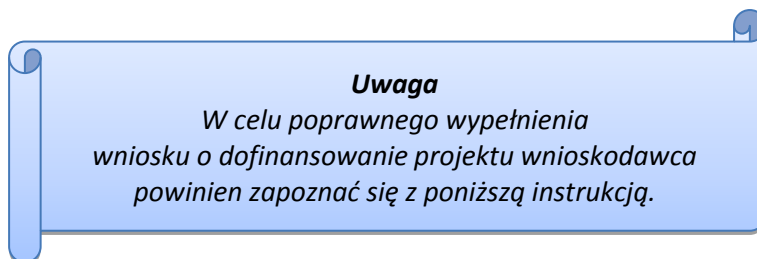 Uwaga
W celu poprawnego wypełnienia
wniosku o dofinansowanie projektu wnioskodawca
powinien zapoznać się z poniższą instrukcją.